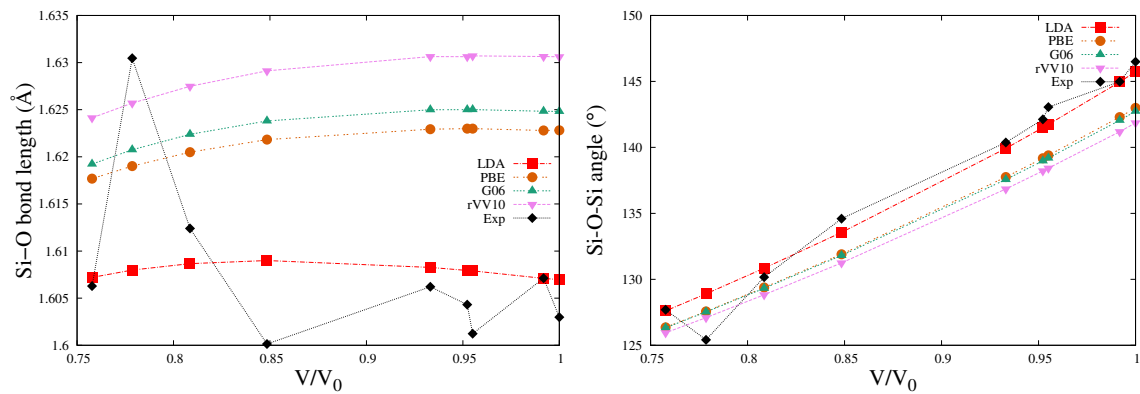 1.635
1.63
1.625
1.62
1.615
1.61
1.605
1.6
0.75
0.8
0.85
0.9
0.95
1
Si−O bond length (Å)
V/V0
LDA
PBE
G06
rVV10
Exp
150
145
140
135
130
125
0.75
0.8
0.85
0.9
0.95
1
Si-O-Si angle (°)
V/V0
LDA
PBE
G06
rVV10
Exp